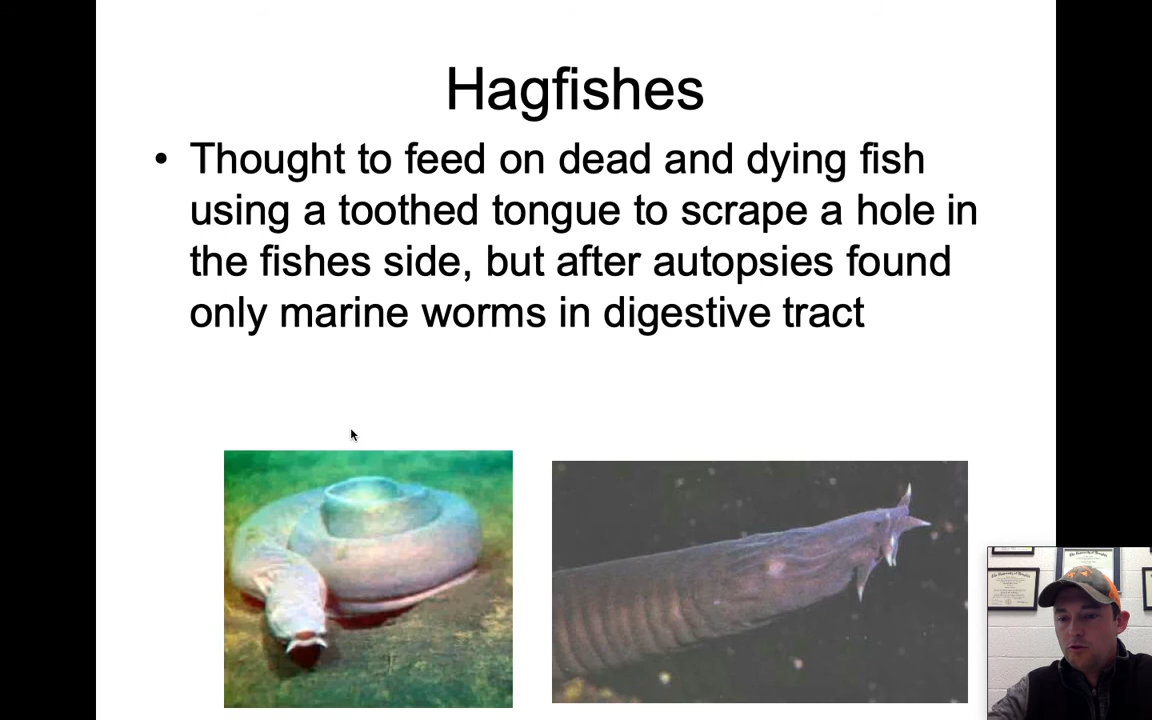 Hagfishes
• Thought to feed on dead and dying fish
using a toothed tongue to scrape a hole in
the fishes side, but after autopsies found
only marine worms in digestive tract